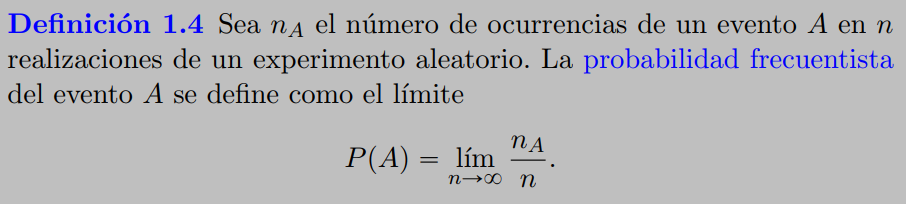 Definición 1.4 Sea n_A el número de ocurrencias de un evento A en n
realizaciones de un experimento aleatorio. La probabilidad frecuentista
del evento A se define como el límite
P(A) = lím_{n→∞} n_A/n.